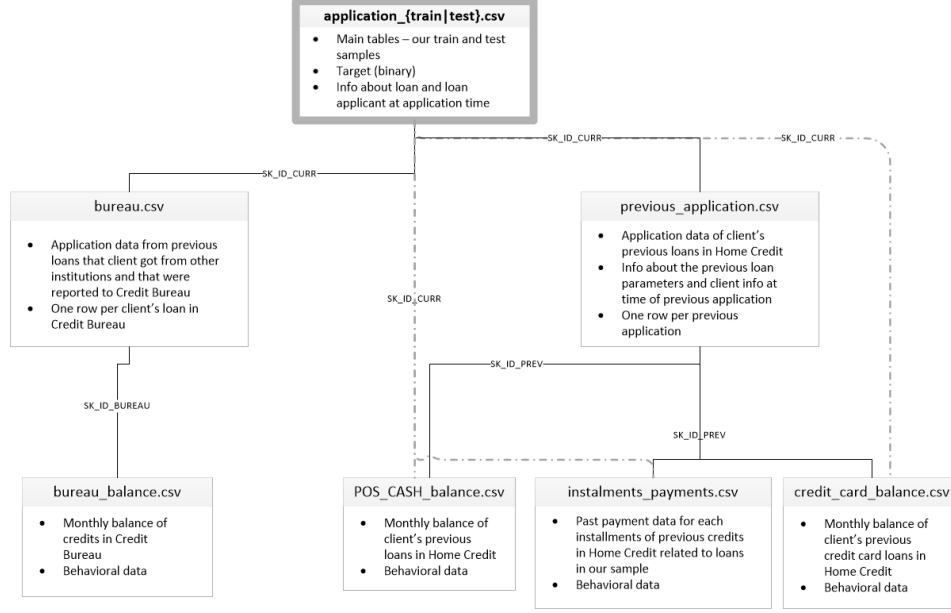 application_{train|test}.csv
• Main tables – our train and test
samples
• Target (binary)
• Info about loan and loan
applicant at application time
SK_ID_CURR
SK_ID_CURR
SK_ID_CURR
bureau.csv
• Application data from previous
loans that client got from other
institutions and that were
reported to Credit Bureau
• One row per client's loan in
Credit Bureau
previous_application.csv
• Application data of client's
previous loans in Home Credit
• Info about the previous loan
parameters and client info at
time of previous application
• One row per previous
application
SK_ID_CURR
SK_ID_PREV
SK_ID_BUREAU
SK_ID_PREV
bureau_balance.csv
• Monthly balance of
credits in Credit
Bureau
• Behavioral data
POS_CASH_balance.csv
• Monthly balance of
client's previous
loans in Home Credit
• Behavioral data
instalments_payments.csv
• Past payment data for each
installments of previous credits
in Home Credit related to loans
in our sample
• Behavioral data
credit_card_balance.csv
• Monthly balance of
client's previous
credit card loans in
Home Credit
• Behavioral data